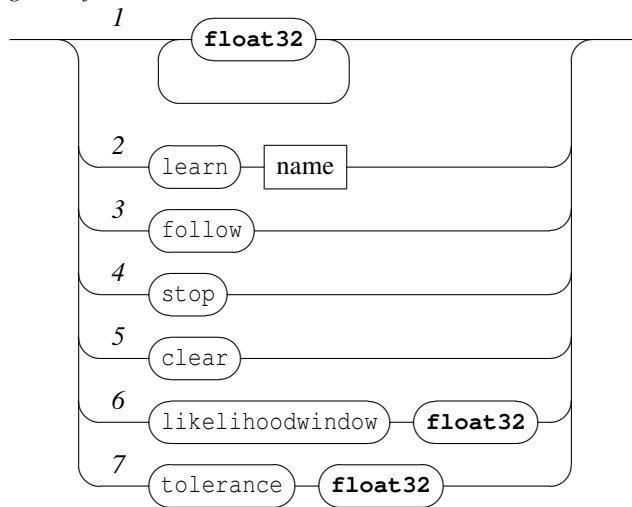 1 float32
2 learn name
3 follow
4 stop
5 clear
6 likelihoodwindow float32
7 tolerance float32